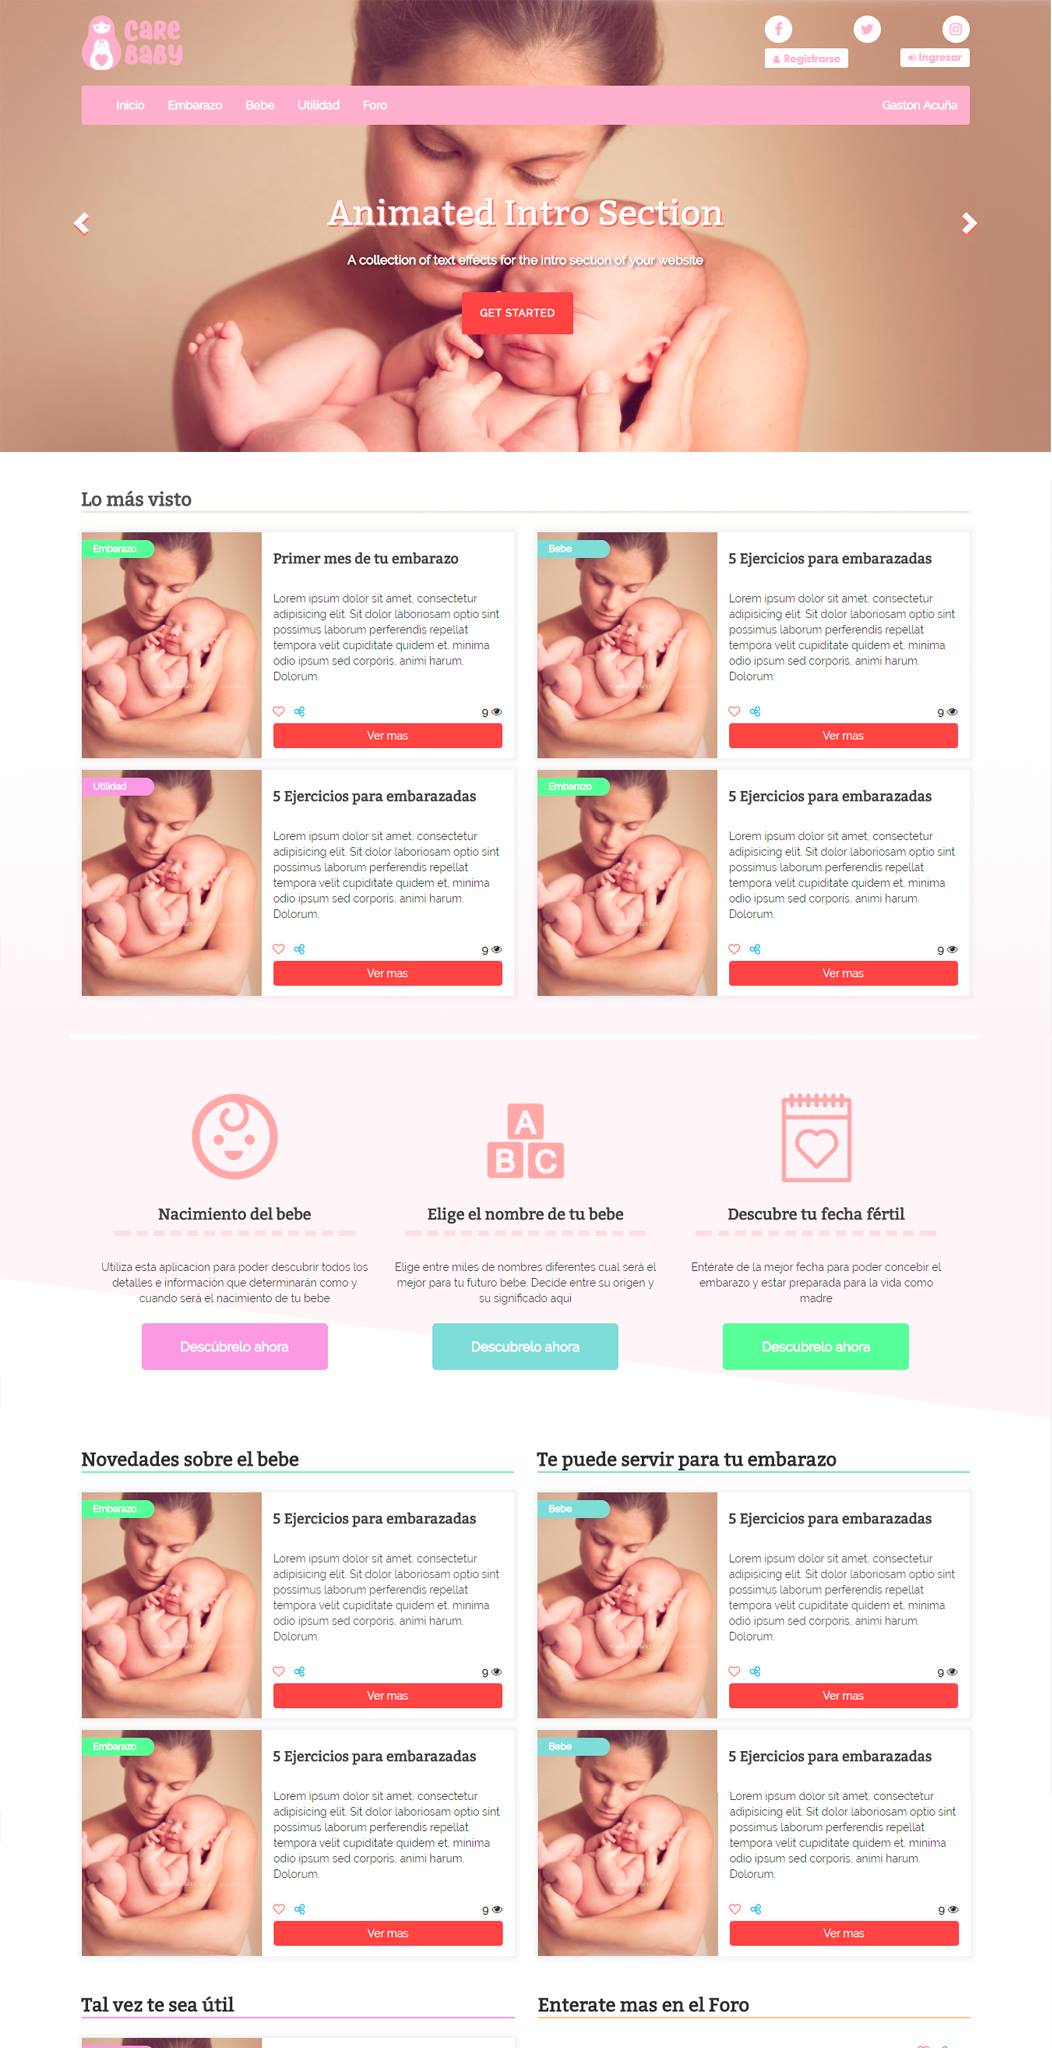 CARE
BABY
Registrarse
Ingresar
Inicio Embarazo Bebe Utilidad Foro Gaston Acuña
Animated Intro Section
A collection of text effects for the intro section of your website
GET STARTED
Lo más visto
Embarazo
Primer mes de tu embarazo
Lorem ipsum dolor sit amet, consectetur
adipisicing elit. Sit dolor laboriosam optio sint
possimus laborum perferendis repellat
tempora velit cupiditate quidem et, minima
odio ipsum sed corporis, animi harum.
Dolorum.
9
Ver mas
Bebe
5 Ejercicios para embarazadas
Lorem ipsum dolor sit amet, consectetur
adipisicing elit. Sit dolor laboriosam optio sint
possimus laborum perferendis repellat
tempora velit cupiditate quidem et, minima
odio ipsum sed corporis, animi harum.
Dolorum.
9
Ver mas
Utilidad
5 Ejercicios para embarazadas
Lorem ipsum dolor sit amet, consectetur
adipisicing elit. Sit dolor laboriosam optio sint
possimus laborum perferendis repellat
tempora velit cupiditate quidem et, minima
odio ipsum sed corporis, animi harum.
Dolorum.
9
Ver mas
Embarazo
5 Ejercicios para embarazadas
Lorem ipsum dolor sit amet, consectetur
adipisicing elit. Sit dolor laboriosam optio sint
possimus laborum perferendis repellat
tempora velit cupiditate quidem et, minima
odio ipsum sed corporis, animi harum.
Dolorum.
9
Ver mas
A
B C
Nacimiento del bebe
Utiliza esta aplicacion para poder descubrir todos los
detalles e información que determinarán como y
cuando será el nacimiento de tu bebe
Descúbrelo ahora
Elige el nombre de tu bebe
Elige entre miles de nombres diferentes cual será el
mejor para tu futuro bebe. Decide entre su origen y
su significado aqui
Descubrelo ahora
Descubre tu fecha fértil
Entérate de la mejor fecha para poder concebir el
embarazo y estar preparada para la vida como
madre
Descubrelo ahora
Novedades sobre el bebe
Te puede servir para tu embarazo
Embarazo
5 Ejercicios para embarazadas
Lorem ipsum dolor sit amet, consectetur
adipisicing elit. Sit dolor laboriosam optio sint
possimus laborum perferendis repellat
tempora velit cupiditate quidem et, minima
odio ipsum sed corporis, animi harum.
Dolorum.
9
Ver mas
Bebe
5 Ejercicios para embarazadas
Lorem ipsum dolor sit amet, consectetur
adipisicing elit. Sit dolor laboriosam optio sint
possimus laborum perferendis repellat
tempora velit cupiditate quidem et, minima
odio ipsum sed corporis, animi harum.
Dolorum.
9
Ver mas
Embarazo
5 Ejercicios para embarazadas
Lorem ipsum dolor sit amet, consectetur
adipisicing elit. Sit dolor laboriosam optio sint
possimus laborum perferendis repellat
tempora velit cupiditate quidem et, minima
odio ipsum sed corporis, animi harum.
Dolorum.
9
Ver mas
Bebe
5 Ejercicios para embarazadas
Lorem ipsum dolor sit amet, consectetur
adipisicing elit. Sit dolor laboriosam optio sint
possimus laborum perferendis repellat
tempora velit cupiditate quidem et, minima
odio ipsum sed corporis, animi harum.
Dolorum.
9
Ver mas
Tal vez te sea útil
Enterate mas en el Foro